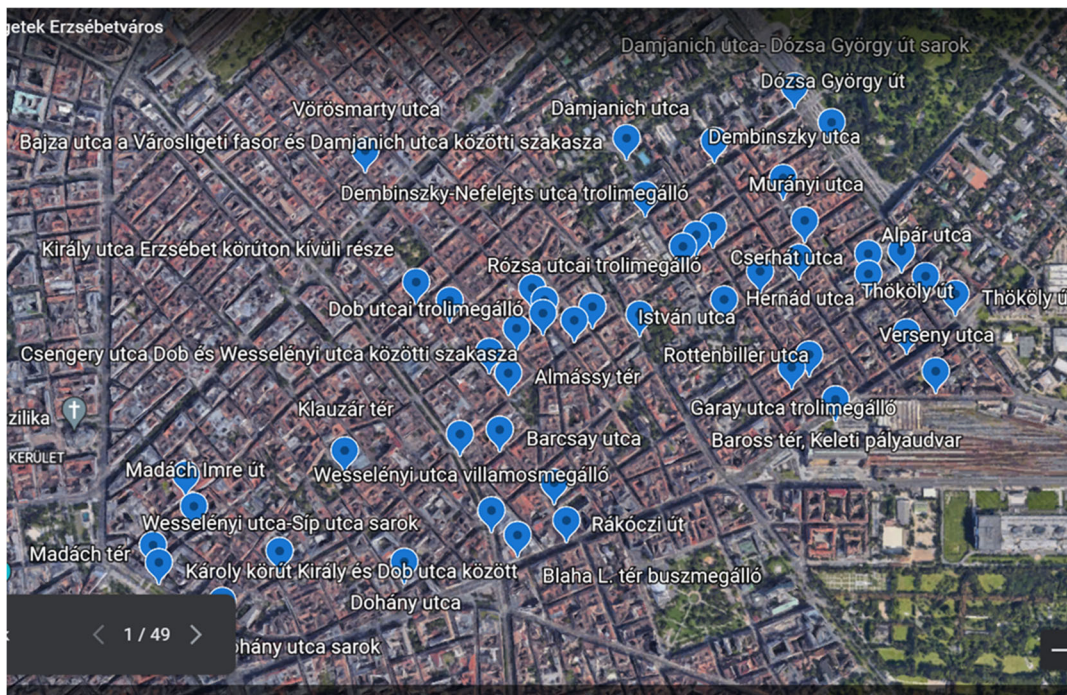 Erzsébetváros
Damjanich utca- Dózsa György út sarok
Dózsa György út
Vörösmarty utca
Damjanich utca
Bajza utca a Városligeti fasor és Damjanich utca közötti szakasza
Dembinszky utca
Murányi utca
Dembinszky-Nefelejts utca trolimegálló
Alpár utca
Király utca Erzsébet körúton kívüli része
Rózsa utcai trolimegálló
Cserhát utca
Thököly út
Hernád utca
Thököly ú
Dob utcai trolimegálló
István utca
Verseny utca
Csengery utca Dob és Wesselényi utca közötti szakasza
Rottenbiller utca
Almássy tér
Klauzár tér
Garay utca trolimegálló
zilika
Barcsay utca
Baross tér, Keleti pályaudvar
KERÜLET
Madách Imre út
Wesselényi utca villamosmegálló
Wesselényi utca-Síp utca sarok
Rákóczi út
Madách tér
Károly körút Király és Dob utca között
Blaha L. tér buszmegálló
Dohány utca
1 / 49
ohány utca sarok